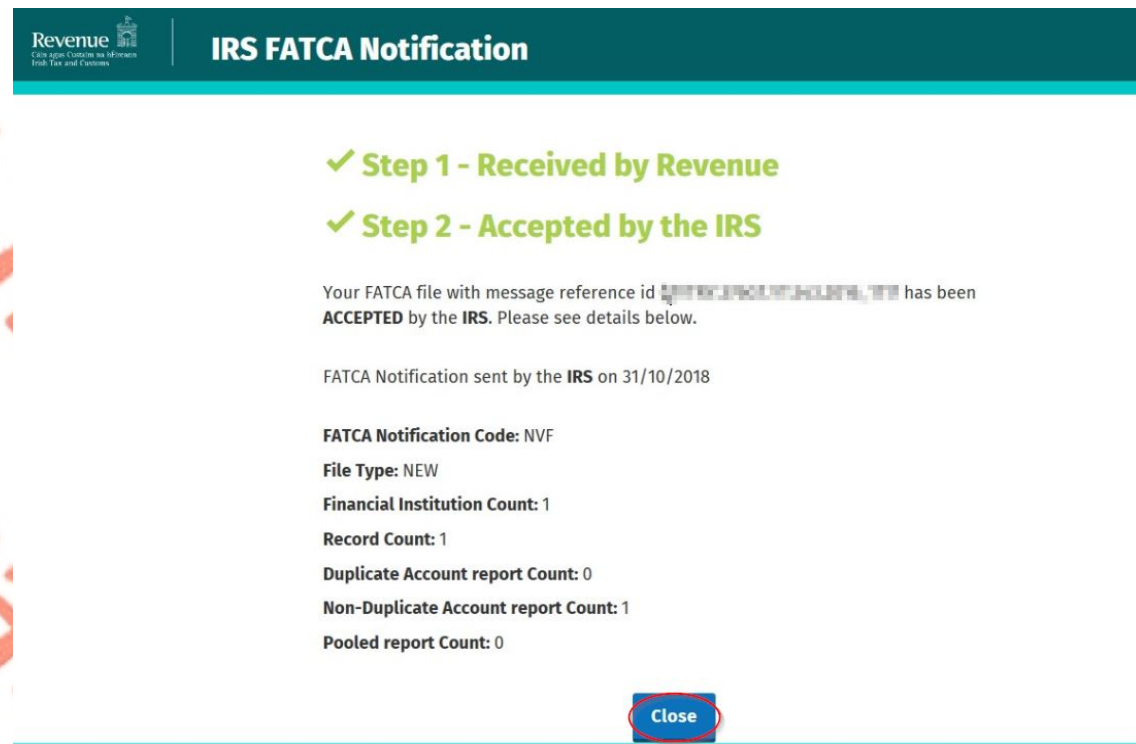 Revenue
Cáin agus Custaim na hÉireann
Irish Tax and Customs
IRS FATCA Notification
Step 1 - Received by Revenue
Step 2 - Accepted by the IRS
Your FATCA file with message reference id has been
ACCEPTED by the IRS. Please see details below.
FATCA Notification sent by the IRS on 31/10/2018
FATCA Notification Code: NVF
File Type: NEW
Financial Institution Count: 1
Record Count: 1
Duplicate Account report Count: 0
Non-Duplicate Account report Count: 1
Pooled report Count: 0
Close